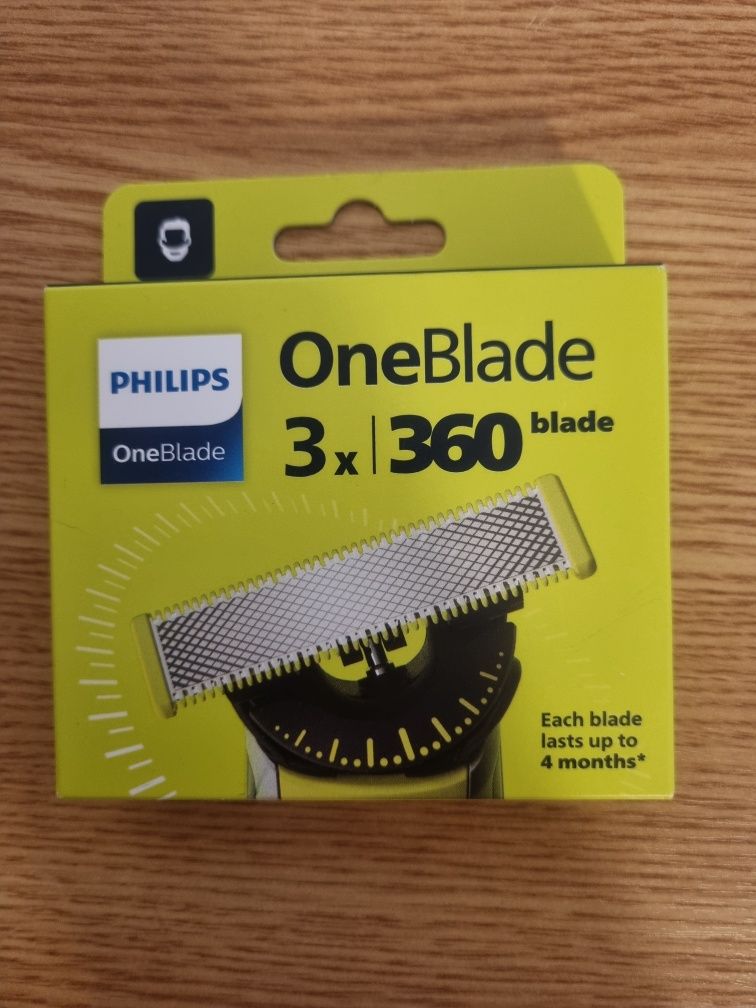 PHILIPS
OneBlade
OneBlade
3x | 360 blade
Each blade
lasts up to
4 months*